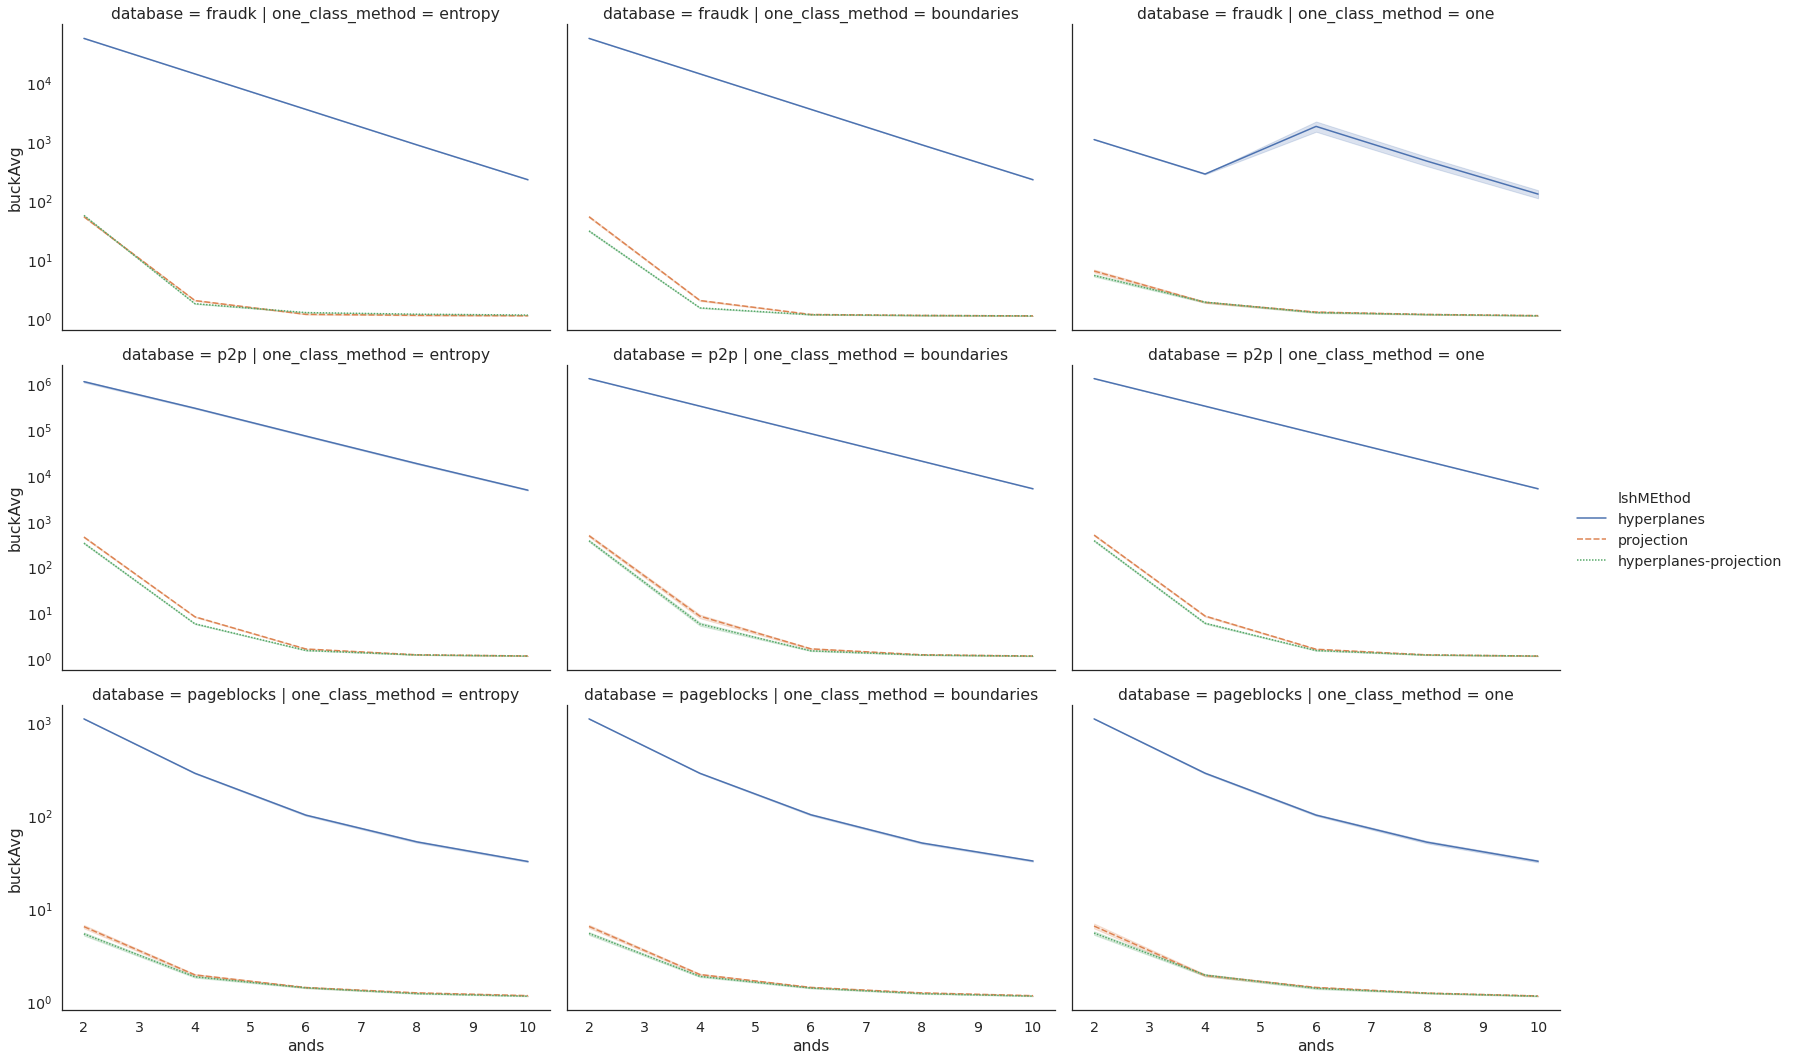 database = fraudk | one_class_method = entropy
database = fraudk | one_class_method = boundaries
database = fraudk | one_class_method = one
10^4
10^3
10^2
10^1
10^0
buckAvg
database = p2p | one_class_method = entropy
database = p2p | one_class_method = boundaries
database = p2p | one_class_method = one
10^6
10^5
10^4
10^3
10^2
10^1
10^0
buckAvg
lshMEthod
hyperplanes
projection
hyperplanes-projection
database = pageblocks | one_class_method = entropy
database = pageblocks | one_class_method = boundaries
database = pageblocks | one_class_method = one
10^3
10^2
10^1
10^0
buckAvg
2 3 4 5 6 7 8 9 10
2 3 4 5 6 7 8 9 10
2 3 4 5 6 7 8 9 10
ands
ands
ands